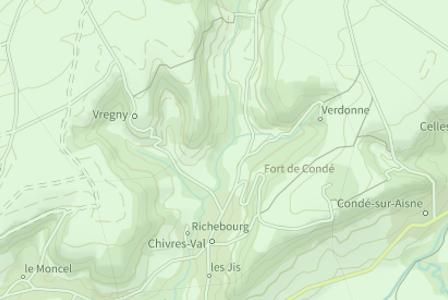 Vregny
Verdonne
Celles
Fort de Condé
Condé-sur-Aisne
Richebourg
Chivres-Val
le Moncel
les Jis